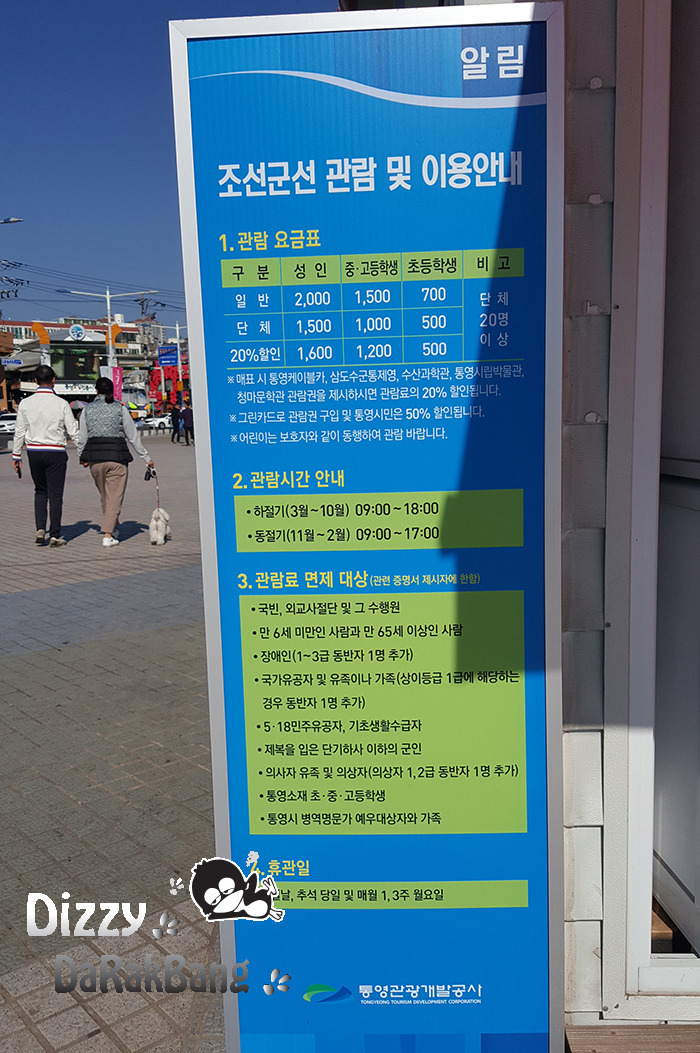 알림
조선군선 관람 및 이용안내
1. 관람 요금표
구 분 성 인 중·고등학생 초등학생 비 고
일 반 2,000 1,500 700 단 체
단 체 1,500 1,000 500 20명
20%할인 1,600 1,200 500 이 상
※ 매표 시 통영케이블카, 삼도수군통제영, 수산과학관, 통영시립박물관,
청마문학관 관람권을 제시하시면 관람료의 20% 할인됩니다.
※ 그린카드로 관람권 구입 및 통영시민은 50% 할인됩니다.
※ 어린이는 보호자와 같이 동행하여 관람 바랍니다.
2. 관람시간 안내
• 하절기(3월~10월) 09:00 ~ 18:00
• 동절기(11월~2월) 09:00 ~ 17:00
3. 관람료 면제 대상 (관련 증명서 제시자에 한함)
• 국빈, 외교사절단 및 그 수행원
• 만 6세 미만인 사람과 만 65세 이상인 사람
• 장애인(1~3급 동반자 1명 추가)
• 국가유공자 및 유족이나 가족(상이등급 1급에 해당하는
경우 동반자 1명 추가)
• 5·18민주유공자, 기초생활수급자
• 제복을 입은 단기하사 이하의 군인
• 의사자 유족 및 의상자(의상자 1,2급 동반자 1명 추가)
• 통영소재 초·중·고등학생
• 통영시 병역명문가 예우대상자와 가족
휴관일
날, 추석 당일 및 매월 1, 3주 월요일
Dizzy
DaRakBang
통영관광개발공사
TONGYEONG TOURISM DEVELOPMENT CORPORATION